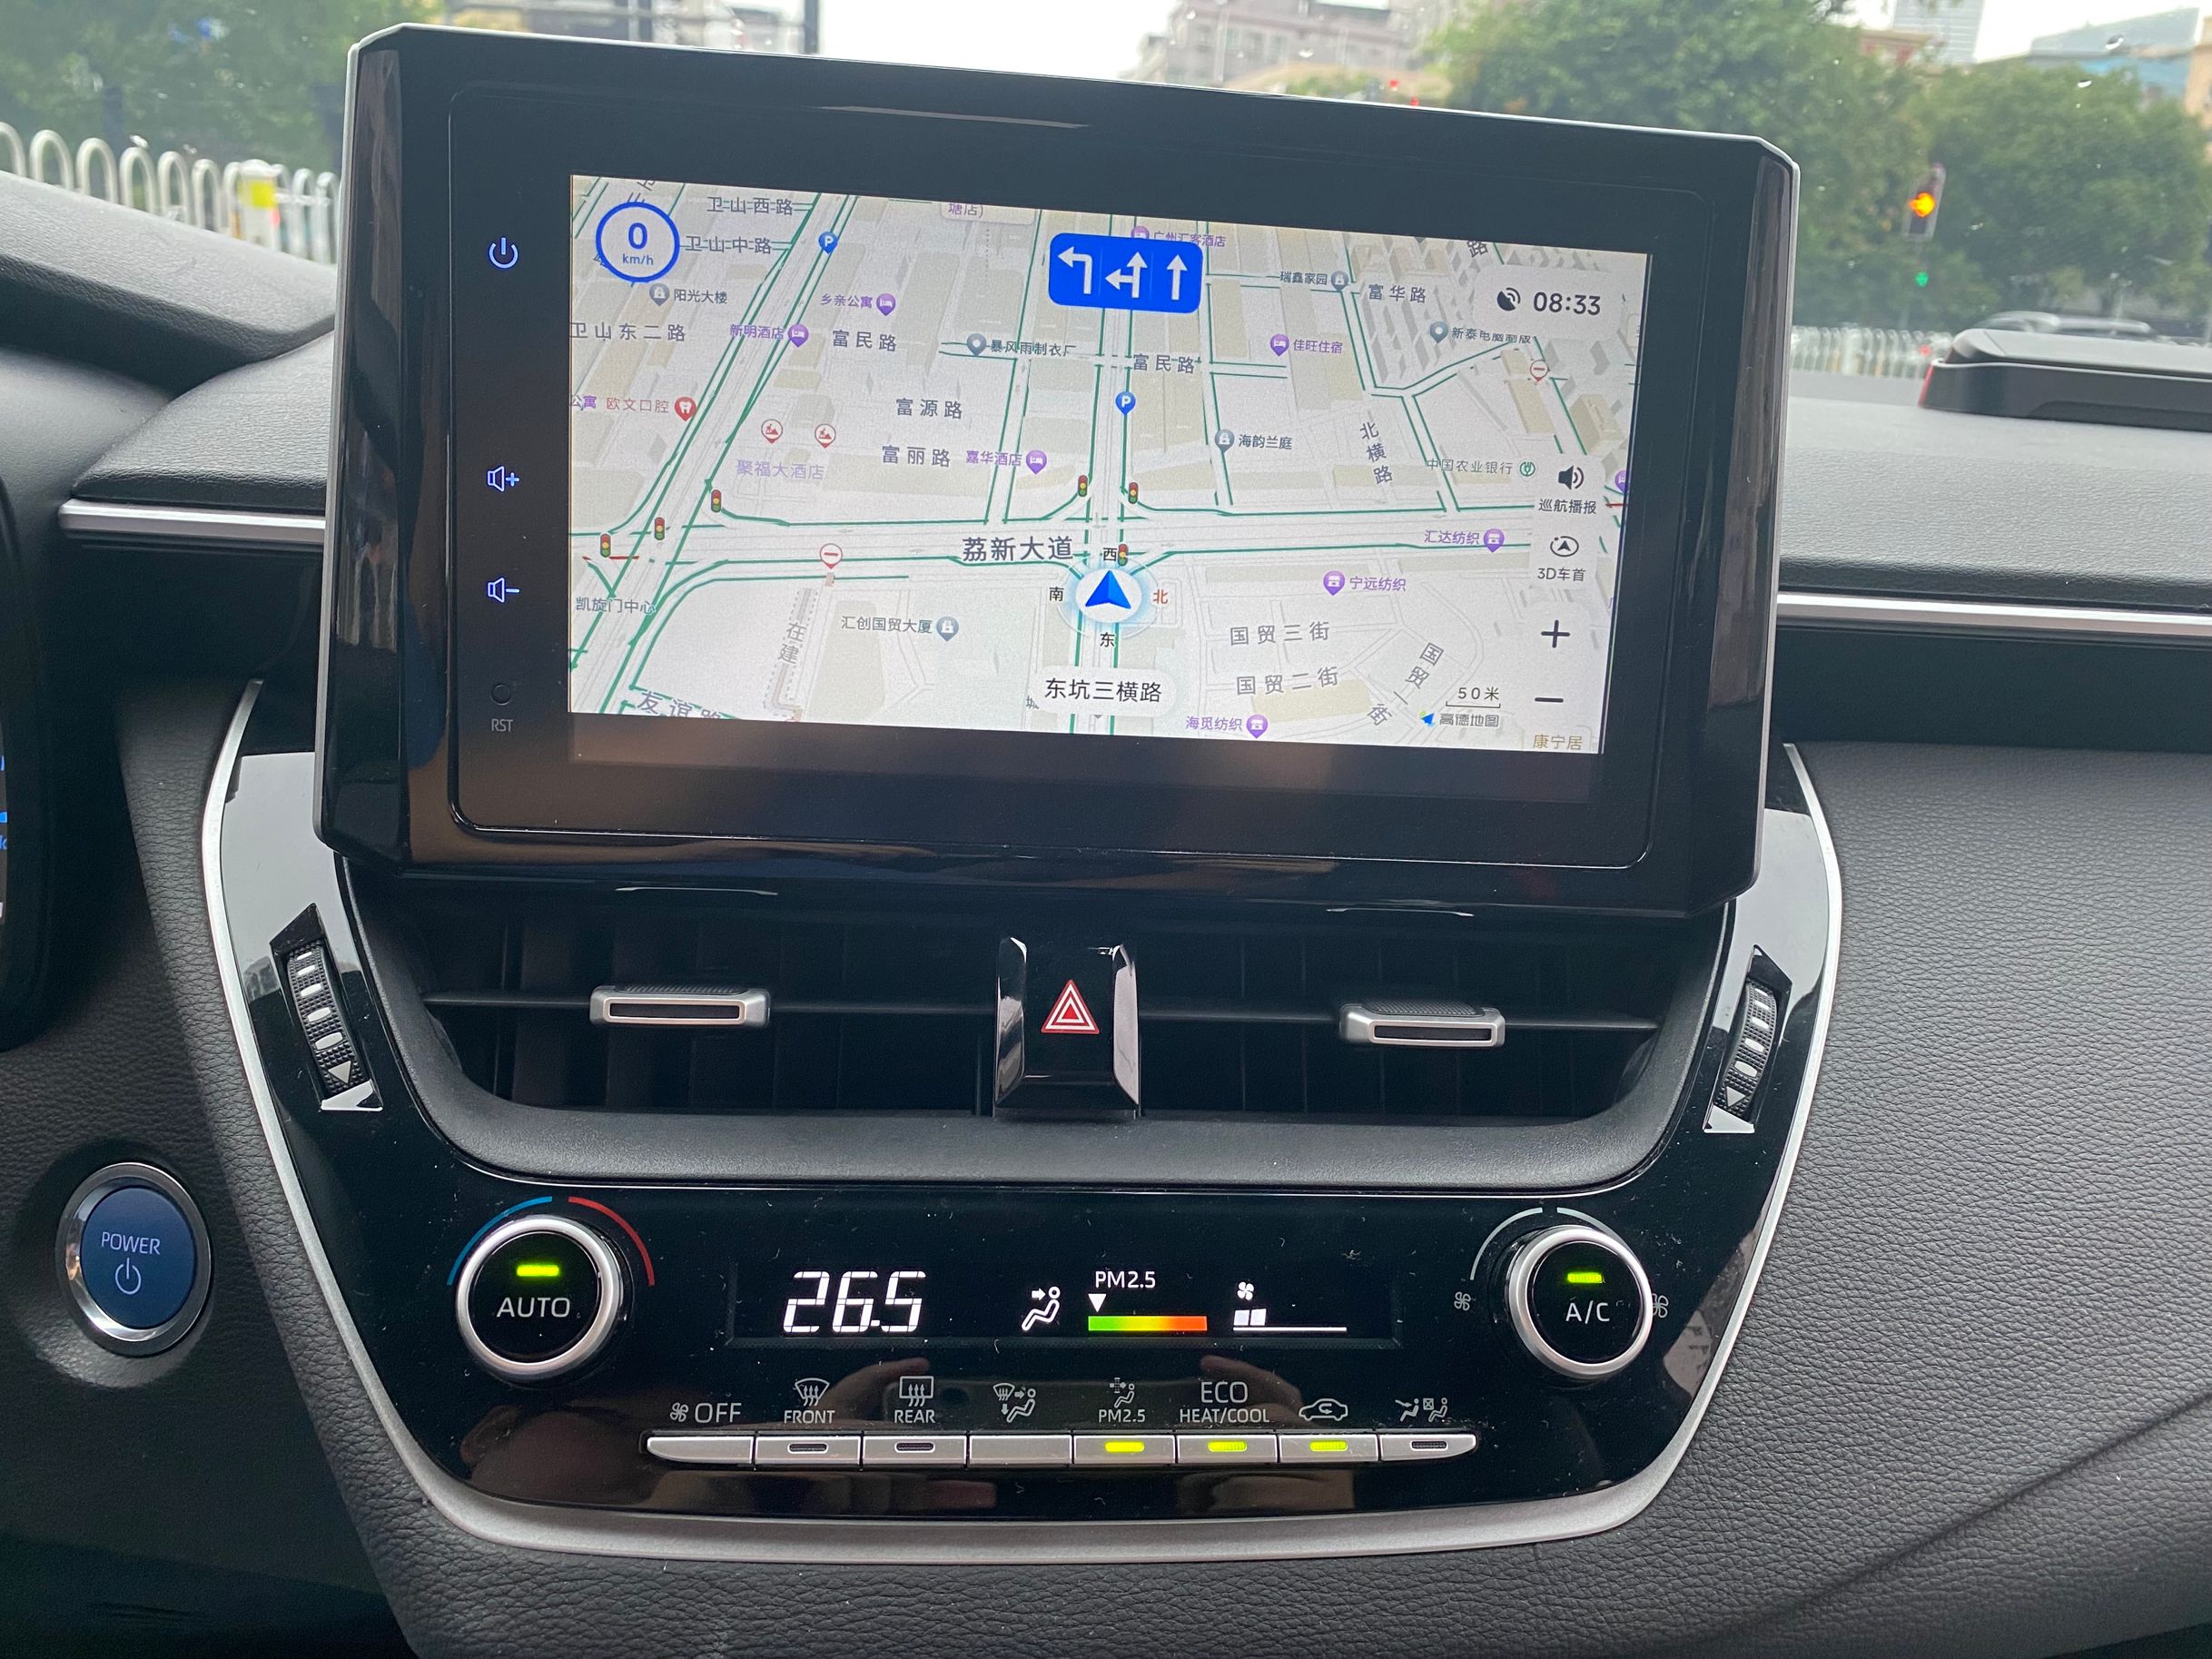 卫山西路
塘店)
0
km/h
卫山中路
广州汇客酒店
瑞鑫家园
富华路
路
08:33
阳光大楼
乡亲公寓
卫山东二路
新明酒店
富民路
暴风雨制衣厂
富民路
佳旺住宿
新泰电脑制版
公寓
欧文口腔
富源路
富丽路
嘉华酒店
海韵兰庭
北横路
中国农业银行
聚福大酒店
巡航播报
荔新大道
西
汇达纺织
3D车首
南
北
宁远纺织
凯旋门中心
在建
汇创国贸大厦
东
国贸三街
国贸二街
国贸一街
东坑三横路
50米
高德地图
海觅纺织
康宁居
友谊路
RST
POWER
AUTO
26.5
PM2.5
A/C
OFF
FRONT
REAR
PM2.5
ECO
HEAT/COOL